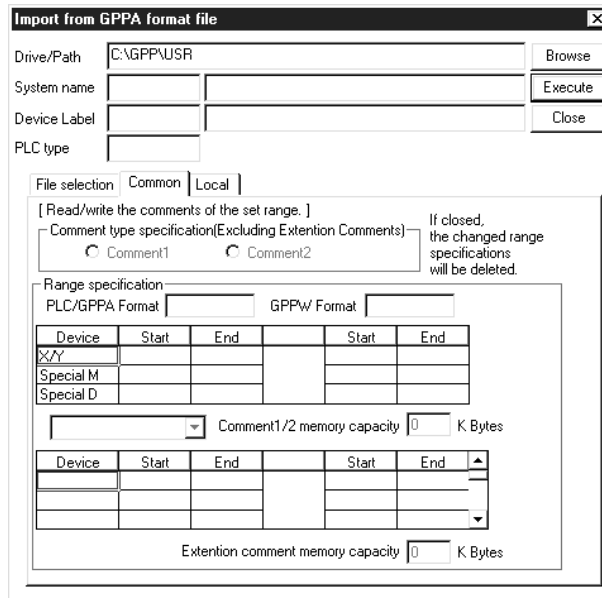 Import from GPPA format file
Drive/Path C:\GPP\USR Browse
System name Execute
Device Label Close
PLC type
File selection Common Local
[ Read/write the comments of the set range. ]
Comment type specification(Excluding Extention Comments)
Comment1 Comment2
If closed,
the changed range
specifications
will be deleted.
Range specification
PLC/GPPA Format GPPW Format
Device Start End Start End
X/Y
Special M
Special D
Comment1/2 memory capacity 0 K Bytes
Device Start End Start End
Extention comment memory capacity 0 K Bytes